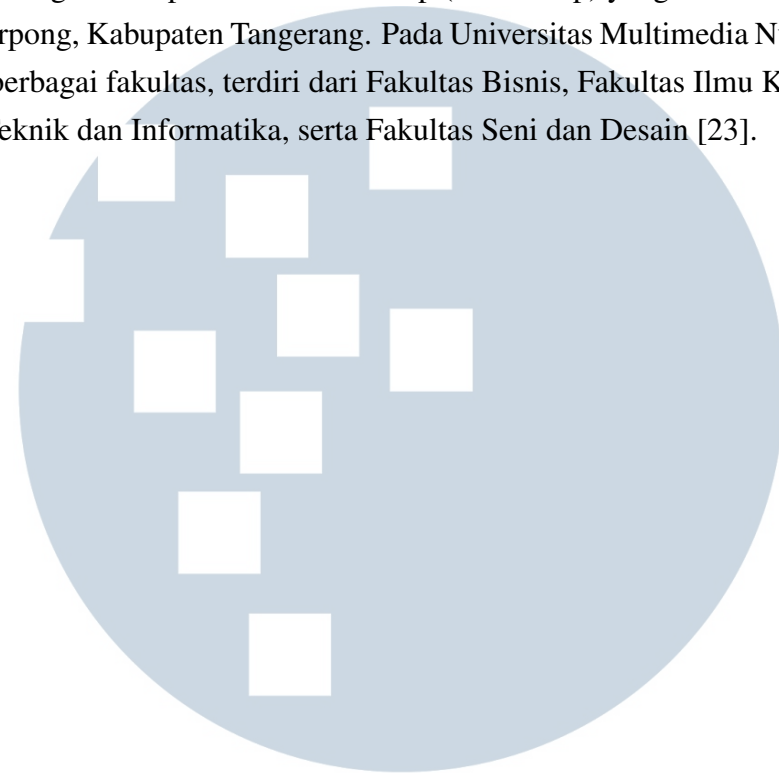 rpong, Kabupaten Tangerang. Pada Universitas Multimedia
berbagai fakultas, terdiri dari Fakultas Bisnis, Fakultas Ilmu
eknik dan Informatika, serta Fakultas Seni dan Desain [23].